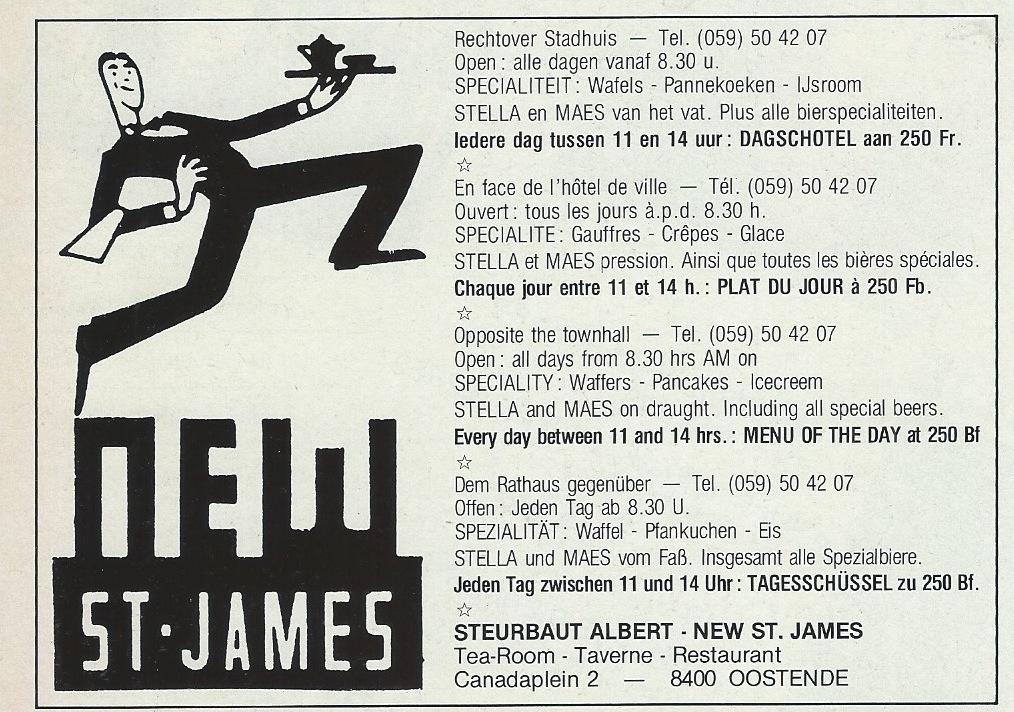 NEW
ST·JAMES
Rechtover Stadhuis — Tel. (059) 50 42 07
Open : alle dagen vanaf 8.30 u.
SPECIALITEIT : Wafels - Pannekoeken - IJsroom
STELLA en MAES van het vat. Plus alle bierspecialiteiten.
Iedere dag tussen 11 en 14 uur : DAGSCHOTEL aan 250 Fr.
☆
En face de l'hôtel de ville — Tél. (059) 50 42 07
Ouvert : tous les jours à.p.d. 8.30 h.
SPECIALITE : Gauffres - Crêpes - Glace
STELLA et MAES pression. Ainsi que toutes les bières spéciales.
Chaque jour entre 11 et 14 h. : PLAT DU JOUR à 250 Fb.
☆
Opposite the townhall — Tel. (059) 50 42 07
Open : all days from 8.30 hrs AM on
SPECIALITY : Waffers - Pancakes - Icecreem
STELLA and MAES on draught. Including all special beers.
Every day between 11 and 14 hrs. : MENU OF THE DAY at 250 Bf
☆
Dem Rathaus gegenüber — Tel. (059) 50 42 07
Offen : Jeden Tag ab 8.30 U.
SPEZIALITÄT : Waffel - Pfankuchen - Eis
STELLA und MAES vom Faß. Insgesamt alle Spezialbiere.
Jeden Tag zwischen 11 und 14 Uhr : TAGESSCHÜSSEL zu 250 Bf.
☆
STEURBAUT ALBERT - NEW ST. JAMES
Tea-Room - Taverne - Restaurant
Canadaplein 2 — 8400 OOSTENDE